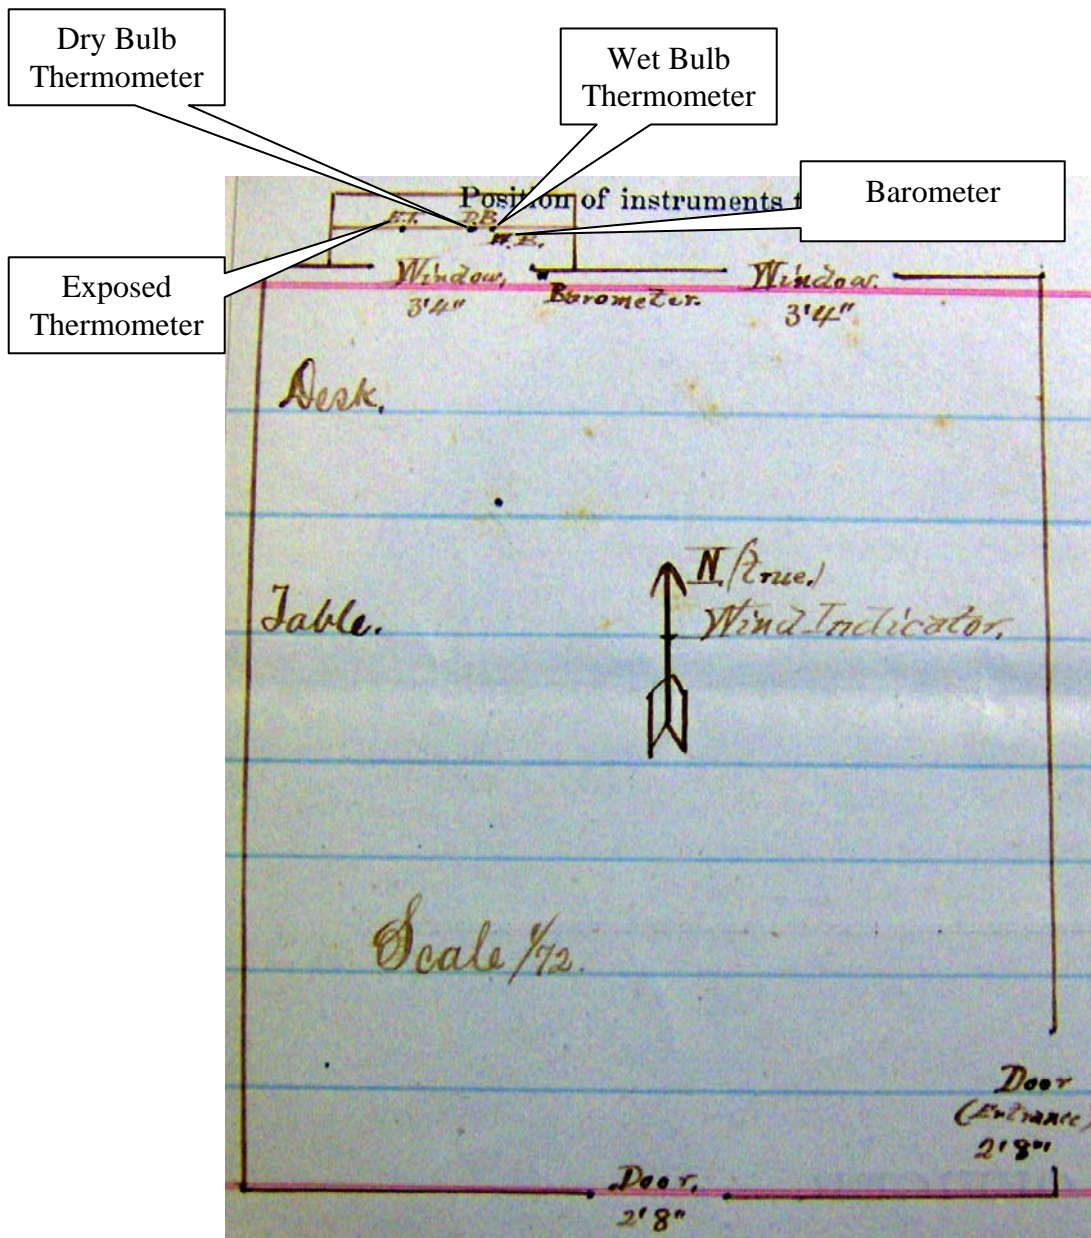 Dry Bulb
Thermometer
Wet Bulb
Thermometer
Barometer
Exposed
Thermometer
Position of instruments
E.T. D.B.
W.B.
Window,
3'4"
Barometer.
Window.
3'4"
Desk.
N. (true.)
Wind Indicator.
Table.
Scale 1/72.
Door
(Entrance)
2'8"
Door.
2'8"